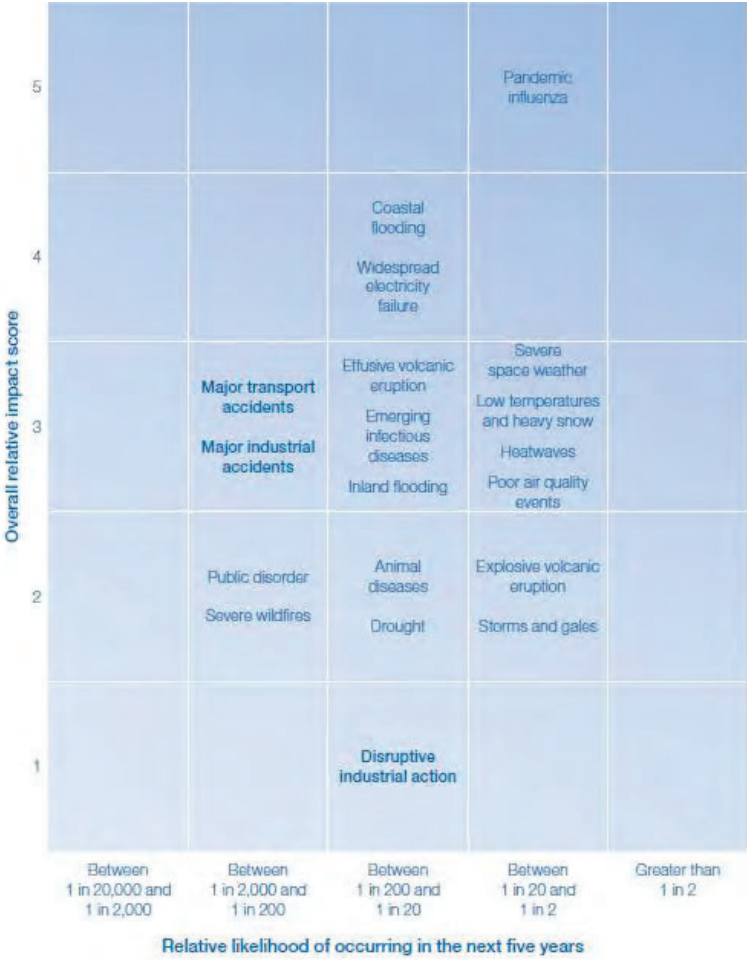 5
Pandemic
influenza
4
Coastal
flooding
Widespread
electricity
failure
Overall relative impact score
3
Major transport
accidents
Major industrial
accidents
Effusive volcanic
eruption
Emerging
infectious
diseases
Inland flooding
Severe
space weather
Low temperatures
and heavy snow
Heatwaves
Poor air quality
events
2
Public disorder
Severe wildfires
Animal
diseases
Drought
Explosive volcanic
eruption
Storms and gales
1
Disruptive
industrial action
Between
1 in 20,000 and
1 in 2,000
Between
1 in 2,000 and
1 in 200
Between
1 in 200 and
1 in 20
Between
1 in 20 and
1 in 2
Greater than
1 in 2
Relative likelihood of occurring in the next five years